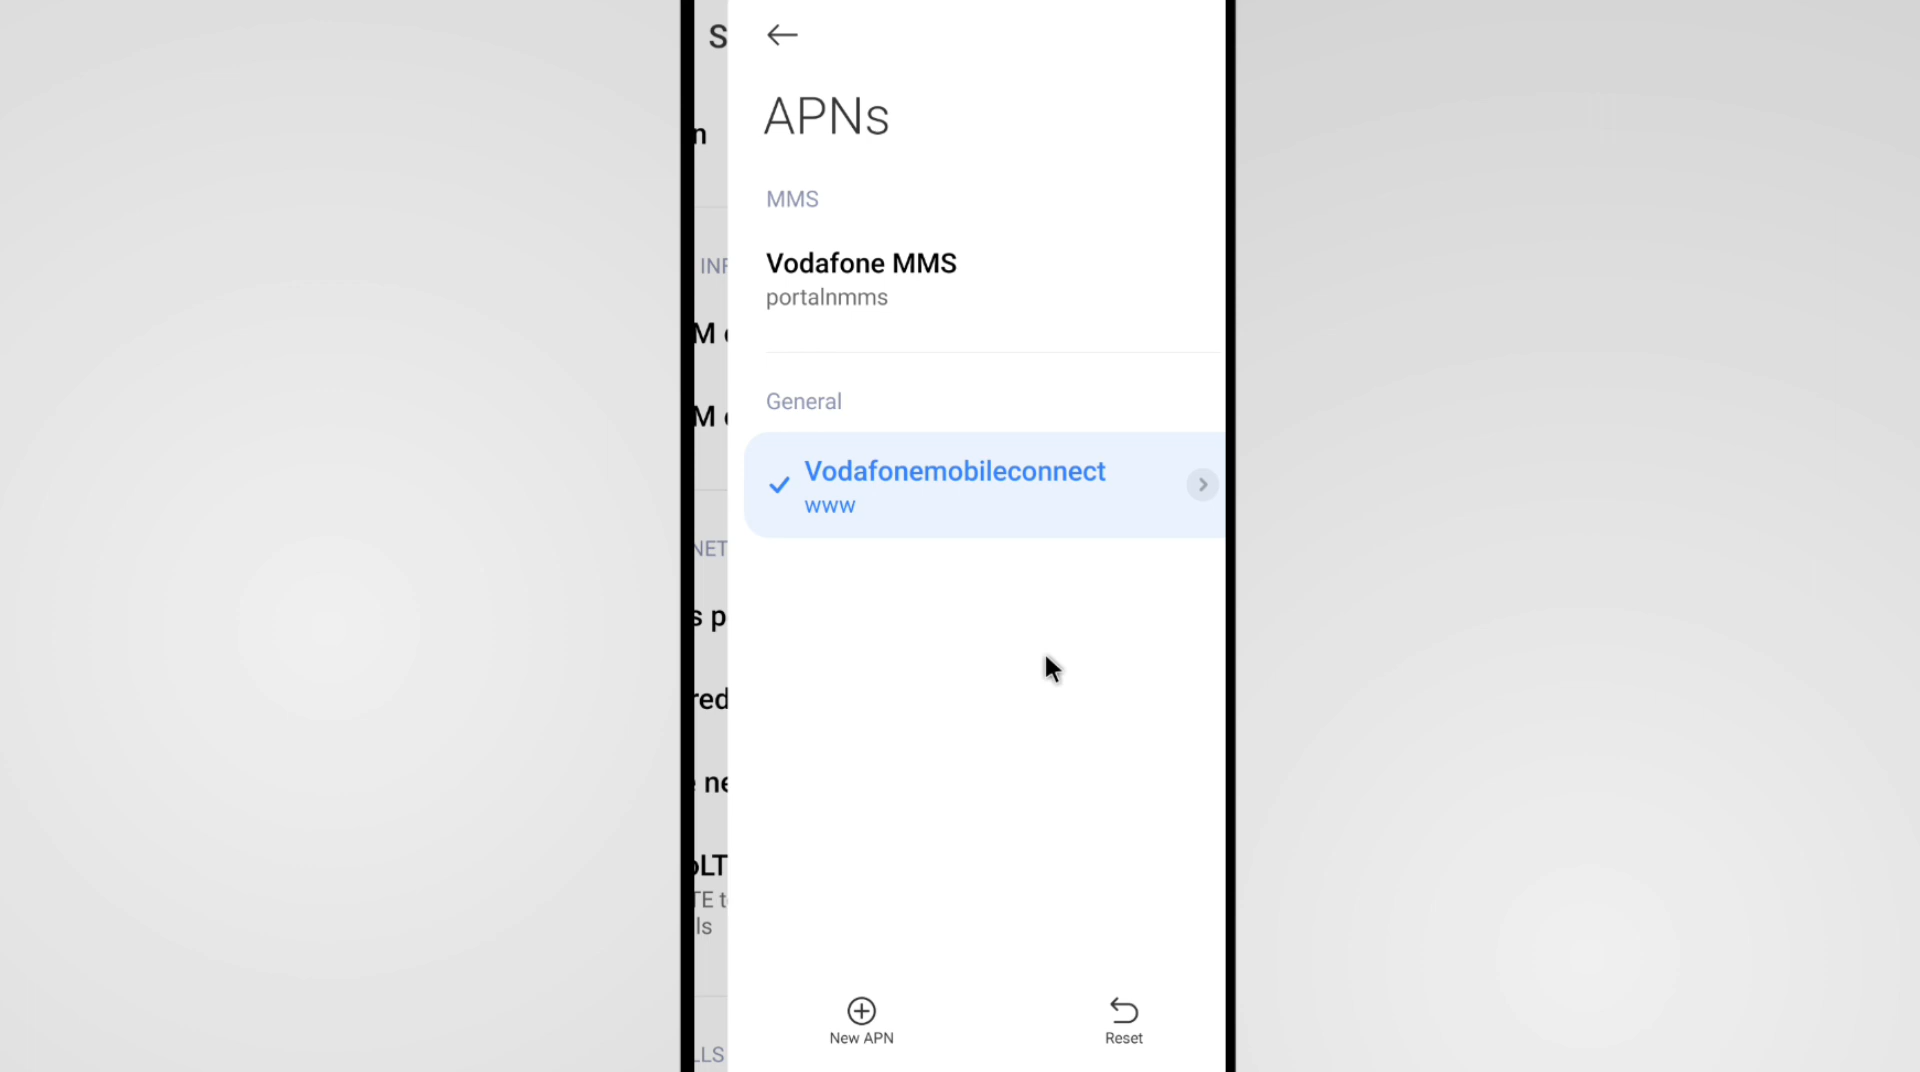 APNs
MMS
Vodafone MMS
portalnmms
General
Vodafonemobileconnect
www
New APN
Reset